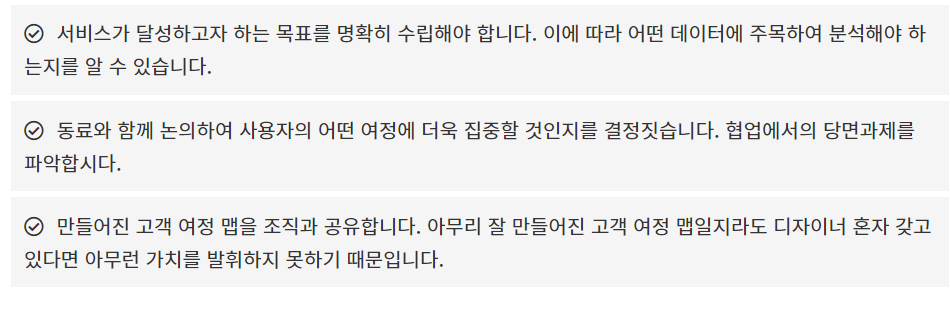 서비스가 달성하고자 하는 목표를 명확히 수립해야 합니다. 이에 따라 어떤 데이터에 주목하여 분석해야 하
는지를 알 수 있습니다.
동료와 함께 논의하여 사용자의 어떤 여정에 더욱 집중할 것인지를 결정짓습니다. 협업에서의 당면과제를
파악합시다.
만들어진 고객 여정 맵을 조직과 공유합니다. 아무리 잘 만들어진 고객 여정 맵일지라도 디자이너 혼자 갖고
있다면 아무런 가치를 발휘하지 못하기 때문입니다.